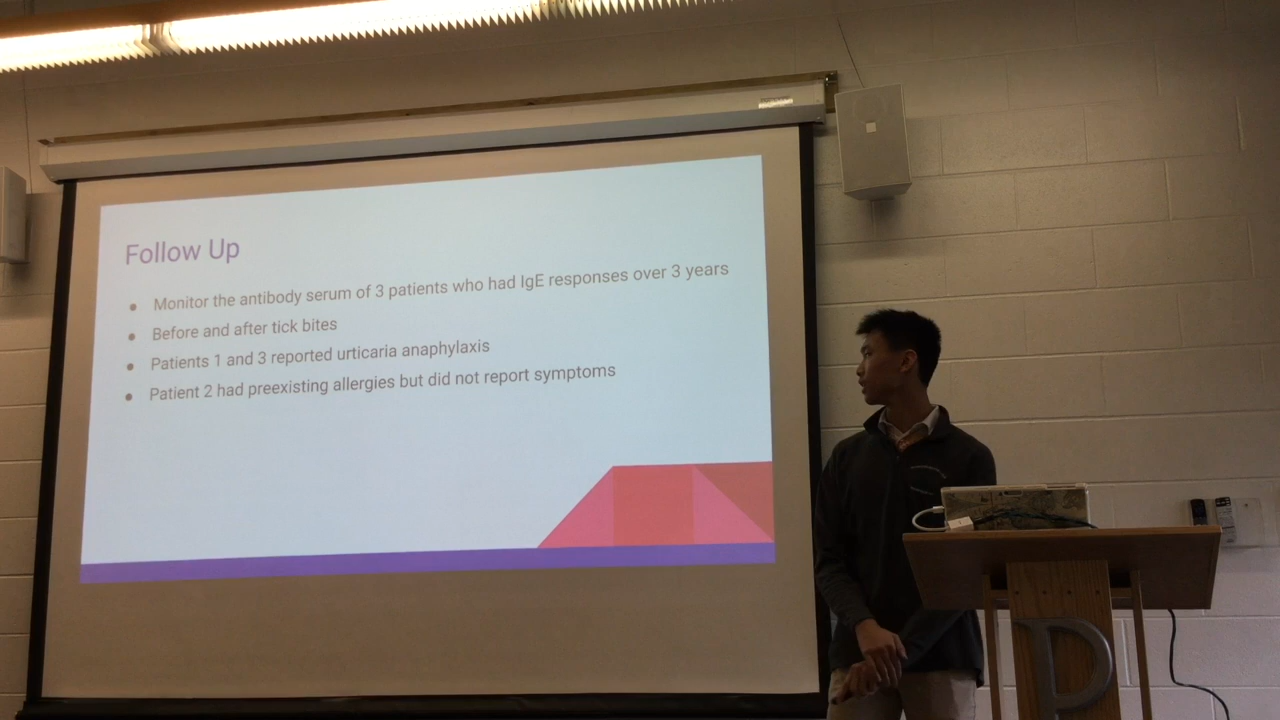 Follow Up
Monitor the antibody serum of 3 patients who had IgE responses over 3 years
Before and after tick bites
Patients 1 and 3 reported urticaria anaphylaxis
Patient 2 had preexisting allergies but did not report symptoms
P